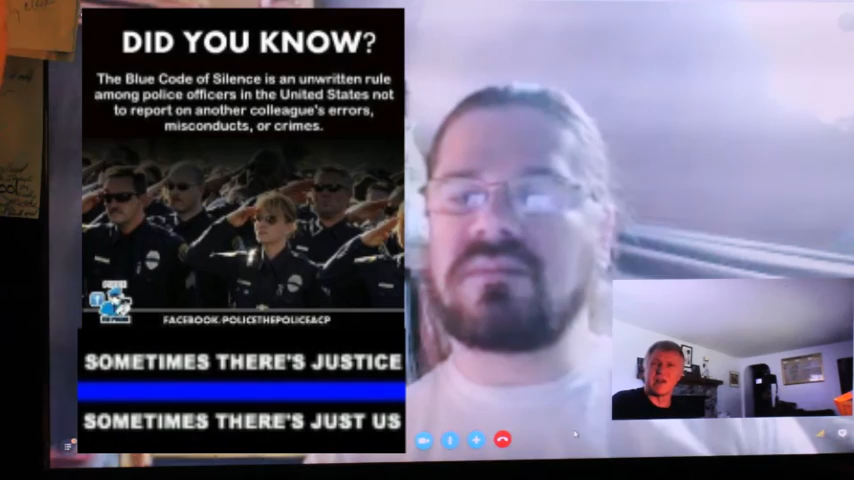 DID YOU KNOW?
The Blue Code of Silence is an unwritten rule
among police officers in the United States not
to report on another colleague's errors,
misconducts, or crimes.
FACEBOOK/POLICETHEPOLICEACP
SOMETIMES THERE'S JUSTICE
SOMETIMES THERE'S JUST US